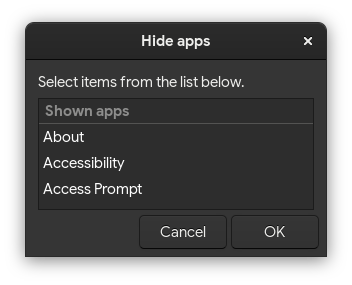 Hide apps
Select items from the list below.
Shown apps
About
Accessibility
Access Prompt
Cancel
OK